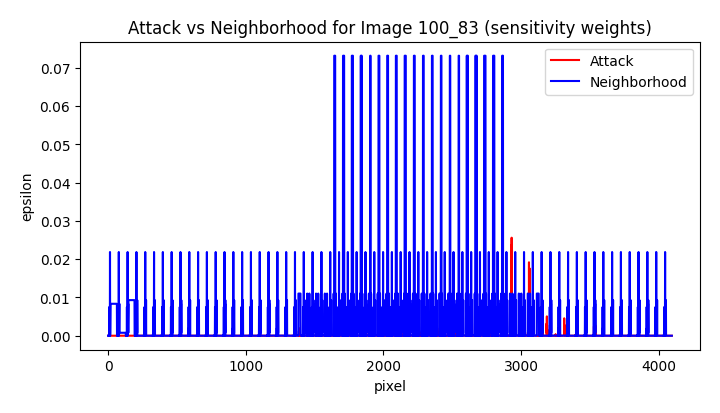 Attack vs Neighborhood for Image 100_83 (sensitivity weights)
Attack
Neighborhood
0.07
0.06
0.05
0.04
0.03
0.02
0.01
0.00
epsilon
0
1000
2000
3000
4000
pixel